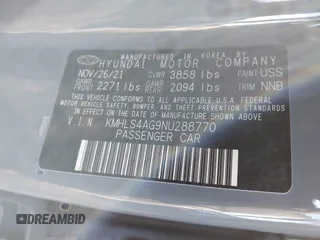 MANUFACTURED IN KOREA BY
HYUNDAI MOTOR COMPANY
NOV/26/21 GVWR 3858 lbs PAINT USS
GAWR FRONT 2271 lbs GAWR REAR 2094 lbs TRIM NNB
THIS VEHICLE CONFORMS TO ALL APPLICABLE U.S.A. FEDERAL
MOTOR VEHICLE SAFETY, BUMPER, AND THEFT PREVENTION
STANDARDS IN EFFECT ON THE DATE OF MANUFACTURE SHOWN ABOVE.
V.I.N KMHLS4AG9NU288770
PASSENGER CAR